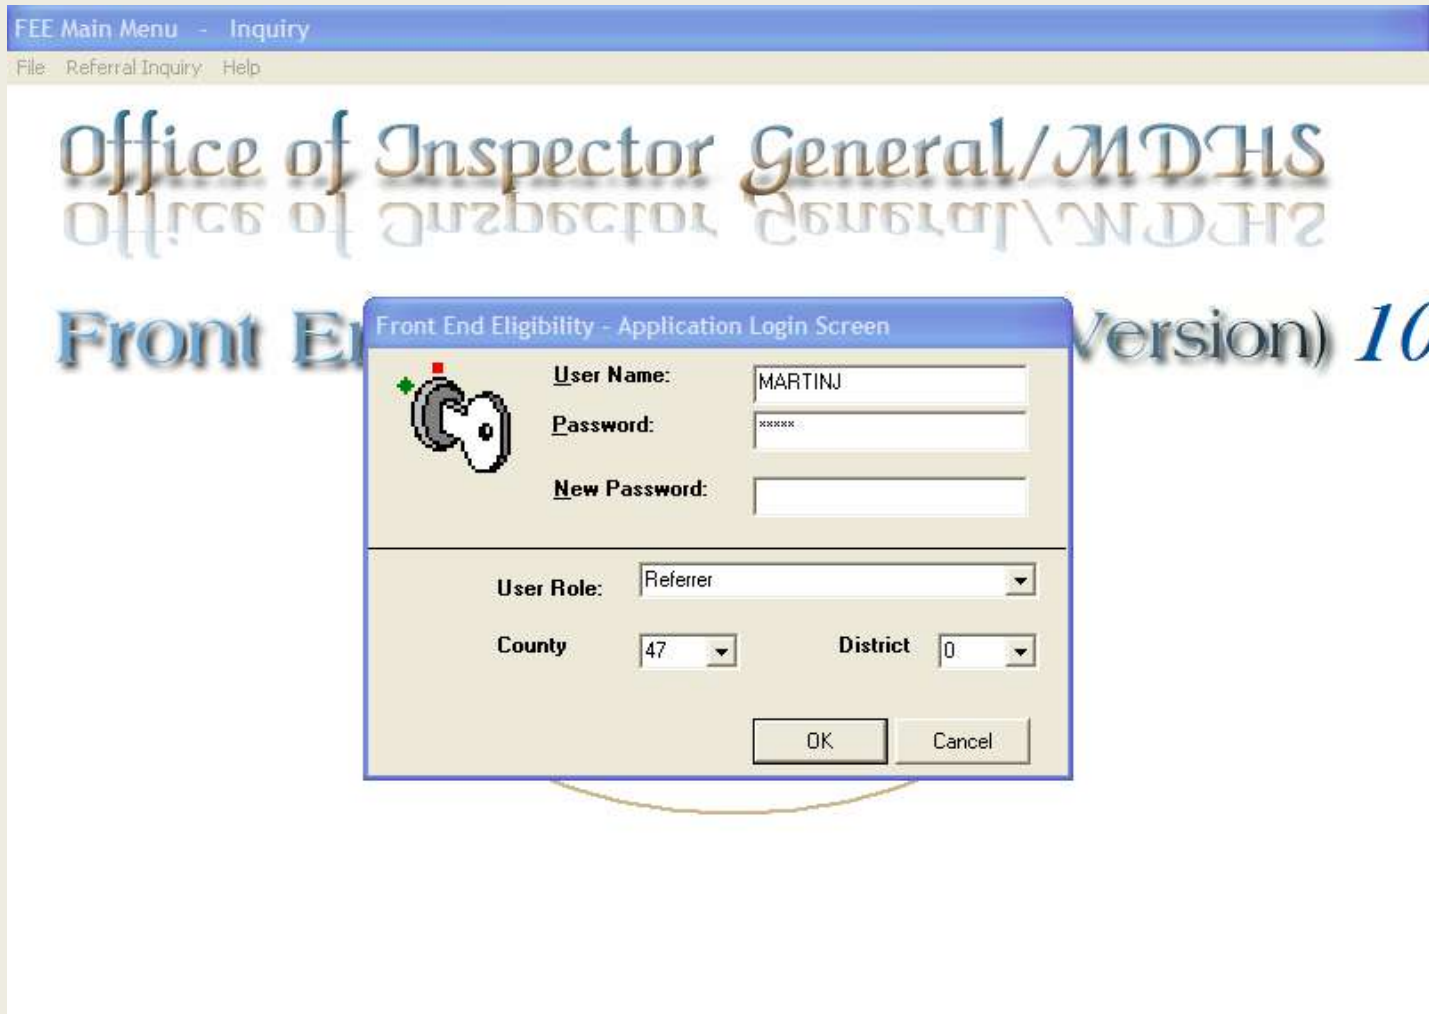 FEE Main Menu - Inquiry
File Referral Inquiry Help
Office of Inspector General/MDHS
Front Version) 10
Front End Eligibility - Application Login Screen
User Name: MARTINJ
Password: *****
New Password:
User Role: Referrer
County 47 District 0
OK Cancel